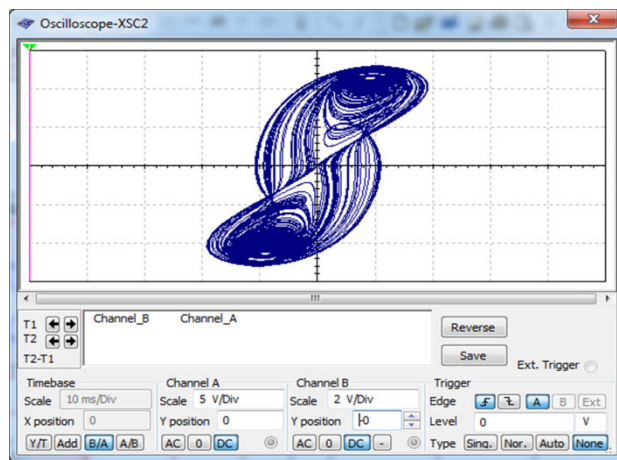 Oscilloscope-XSC2
T1
T2
T2-T1
Channel_B Channel_A
Reverse
Save
Ext. Trigger
Timebase
Scale 10 ms/Div
X position 0
Y/T Add B/A A/B
Channel A
Scale 5 V/Div
Y position 0
AC 0 DC
Channel B
Scale 2 V/Div
Y position 0
AC 0 DC -
Trigger
Edge A B Ext
Level 0 V
Type Sing. Nor. Auto None